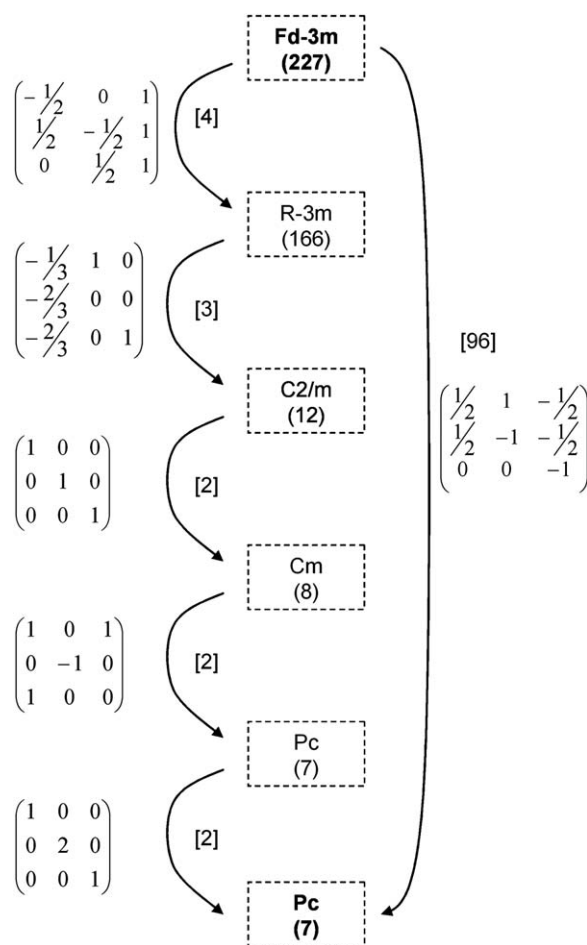 Fd-3m
(227)
-1/2 0 1
1/2 -1/2 1
0 1/2 1
[4]
R-3m
(166)
-1/3 1 0
-2/3 0 0
-2/3 0 1
[3]
[96]
1/2 1 -1/2
1/2 -1 -1/2
0 0 -1
C2/m
(12)
1 0 0
0 1 0
0 0 1
[2]
Cm
(8)
1 0 1
0 -1 0
1 0 0
[2]
Pc
(7)
1 0 0
0 2 0
0 0 1
[2]
Pc
(7)